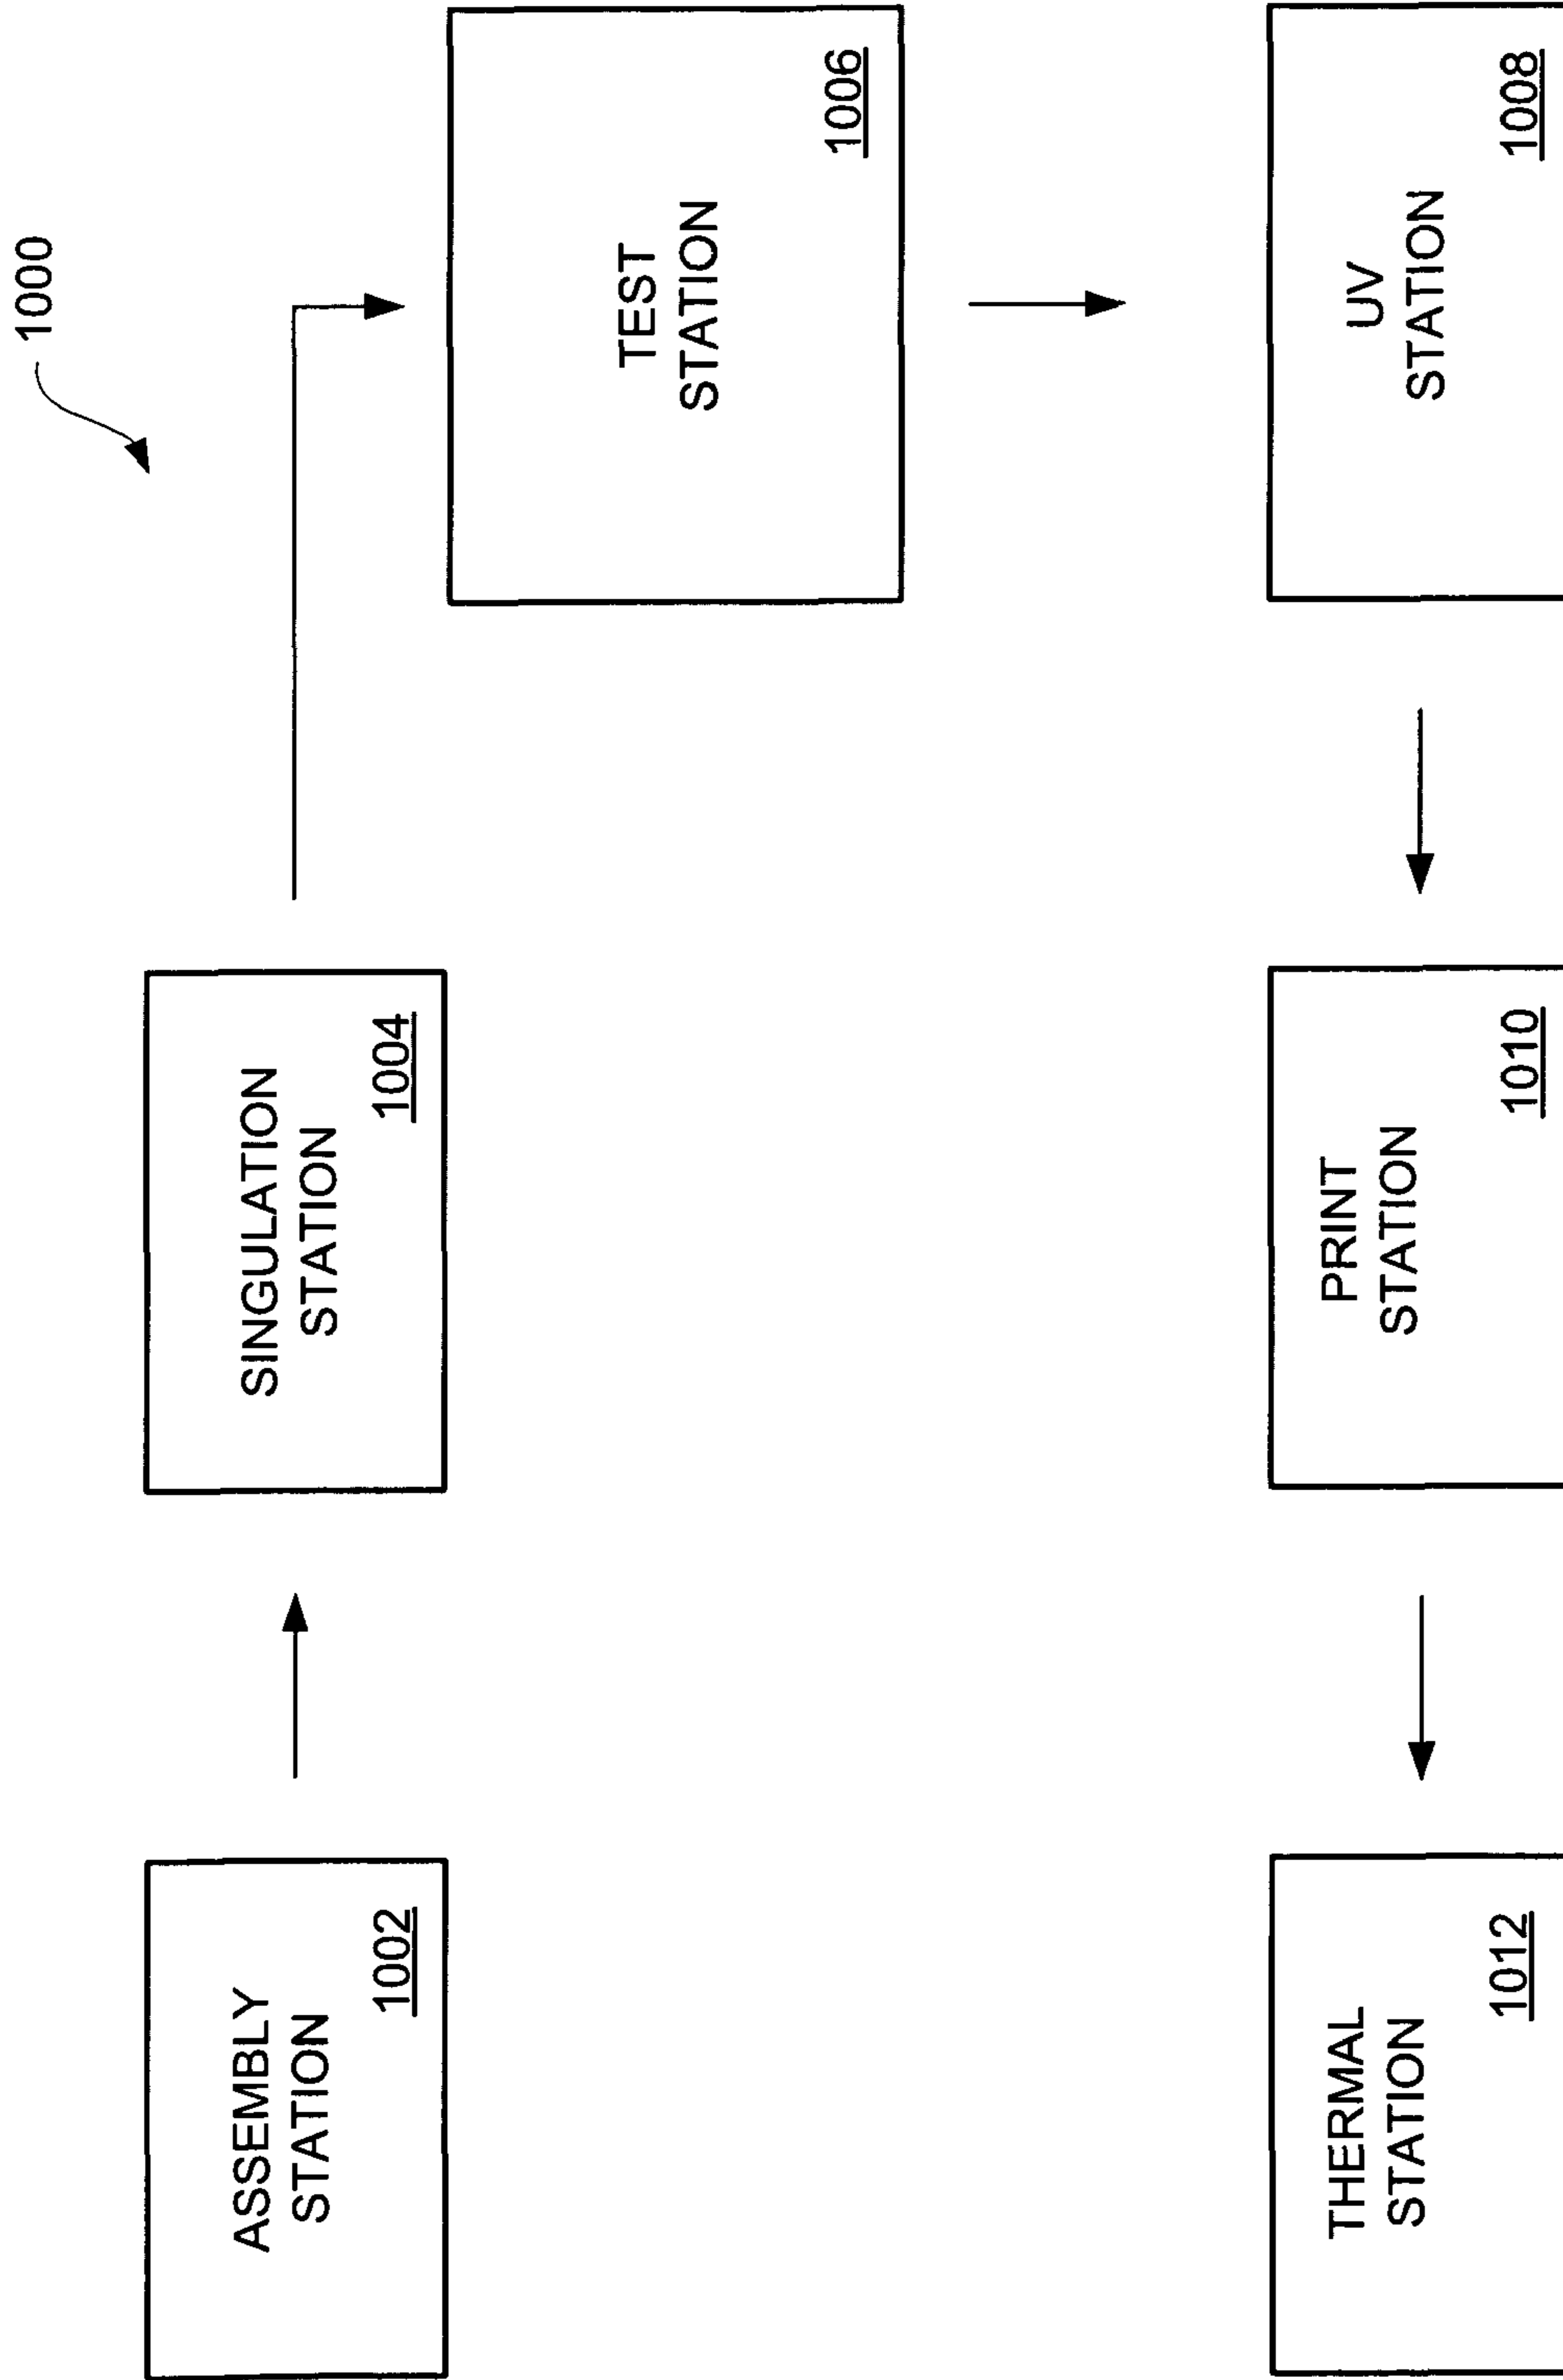 1000
ASSEMBLY
STATION
1002
SINGULATION
STATION
1004
TEST
STATION
1006
UV
STATION
1008
PRINT
STATION
1010
THERMAL
STATION
1012